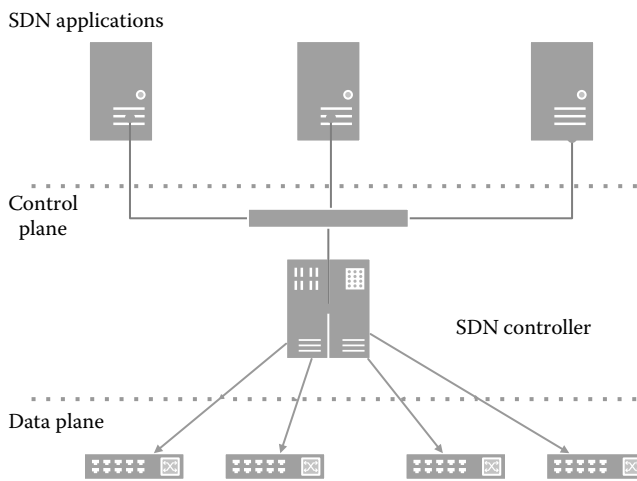 SDN applications
Control
plane
SDN controller
Data plane